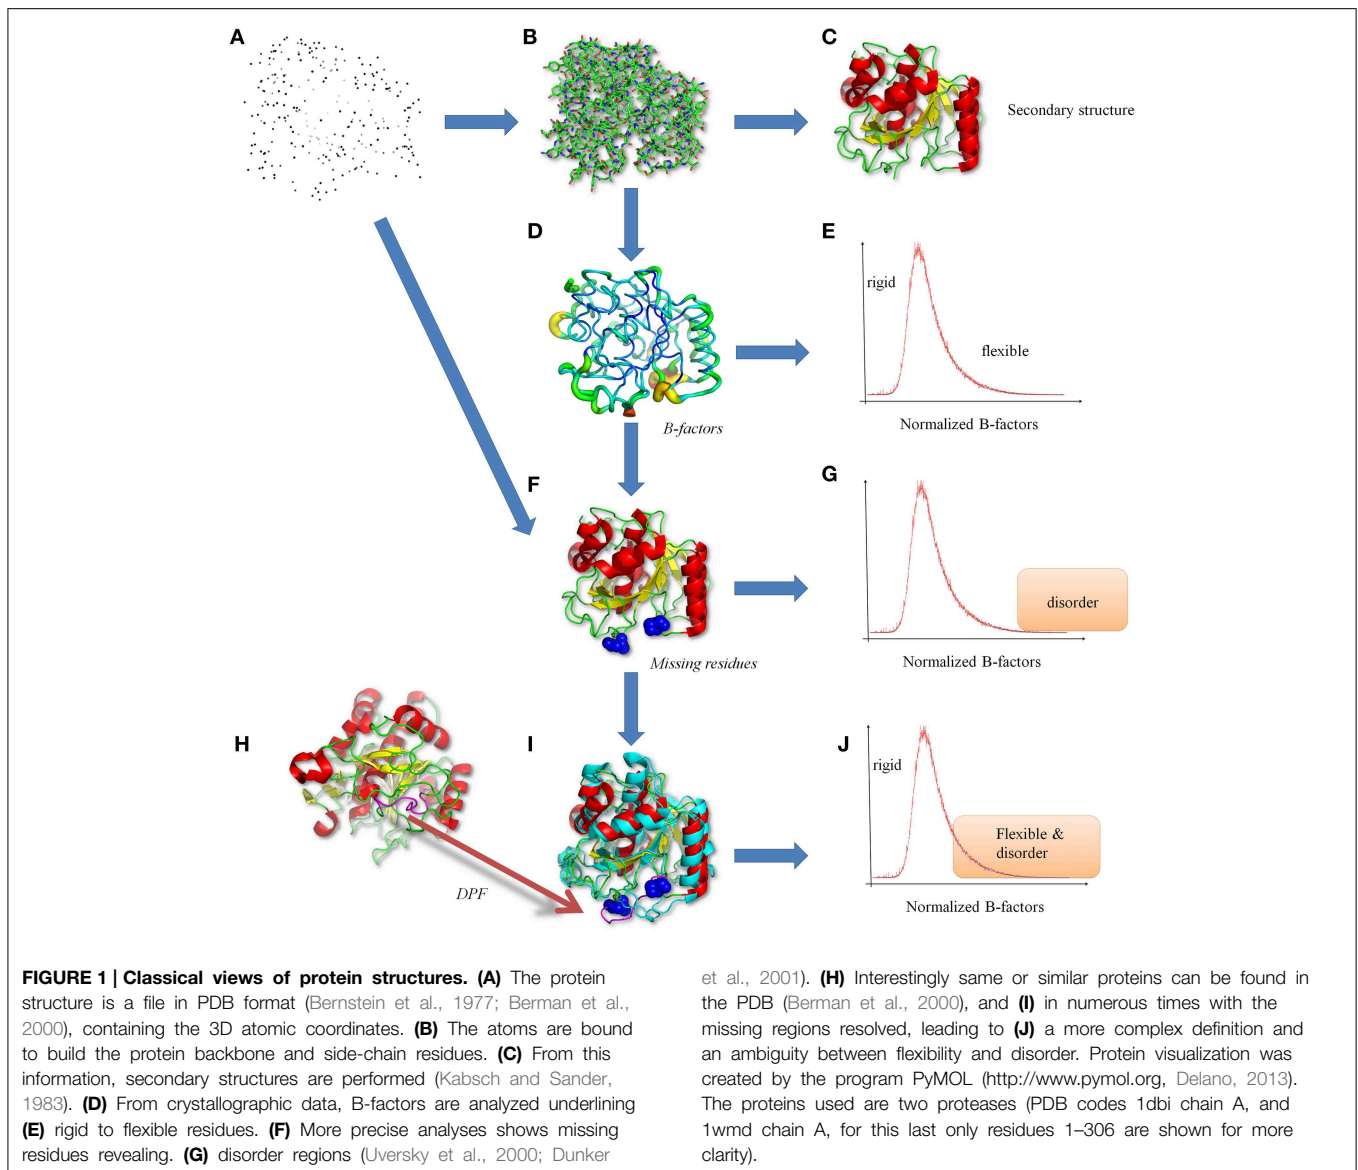 A
B
C
Secondary structure
D
E
rigid
flexible
B-factors
Normalized B-factors
F
G
disorder
Missing residues
Normalized B-factors
H
I
J
rigid
Flexible &
disorder
DPF
Normalized B-factors
FIGURE 1 | Classical views of protein structures. (A) The protein
structure is a file in PDB format (Bernstein et al., 1977; Berman et al.,
2000), containing the 3D atomic coordinates. (B) The atoms are bound
to build the protein backbone and side-chain residues. (C) From this
information, secondary structures are performed (Kabsch and Sander,
1983). (D) From crystallographic data, B-factors are analyzed underlining
(E) rigid to flexible residues. (F) More precise analyses shows missing
residues revealing. (G) disorder regions (Uversky et al., 2000; Dunker
et al., 2001). (H) Interestingly same or similar proteins can be found in
the PDB (Berman et al., 2000), and (I) in numerous times with the
missing regions resolved, leading to (J) a more complex definition and
an ambiguity between flexibility and disorder. Protein visualization was
created by the program PyMOL (http://www.pymol.org, Delano, 2013).
The proteins used are two proteases (PDB codes 1dbi chain A, and
1wmd chain A, for this last only residues 1–306 are shown for more
clarity).